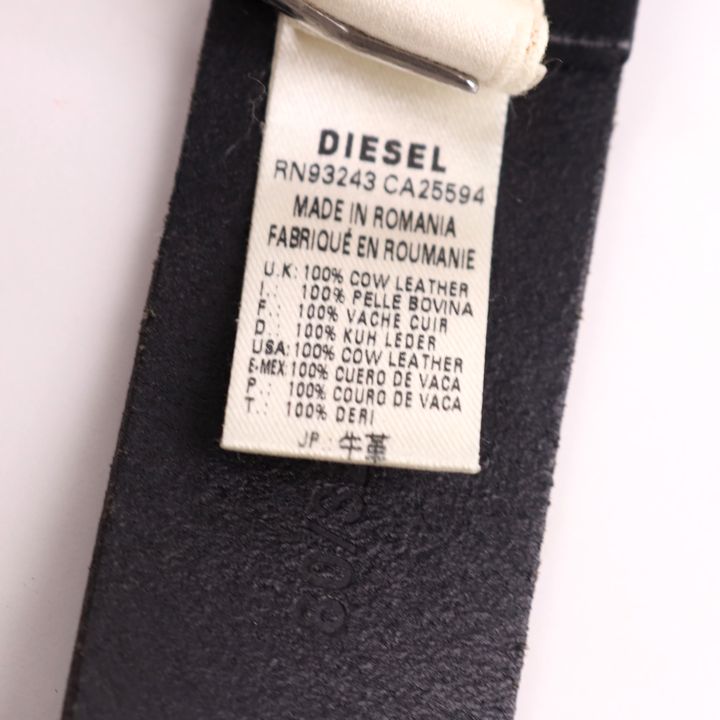 DIESEL
RN93243 CA25594
MADE IN ROMANIA
FABRIQUÉ EN ROUMANIE
U.K: 100% COW LEATHER
I.: 100% PELLE BOVINA
F.: 100% VACHE CUIR
D.: 100% KUH LEDER
USA: 100% COW LEATHER
E-MEX: 100% CUERO DE VACA
P.: 100% COURO DE VACA
T.: 100% DERI
JP.: 牛革